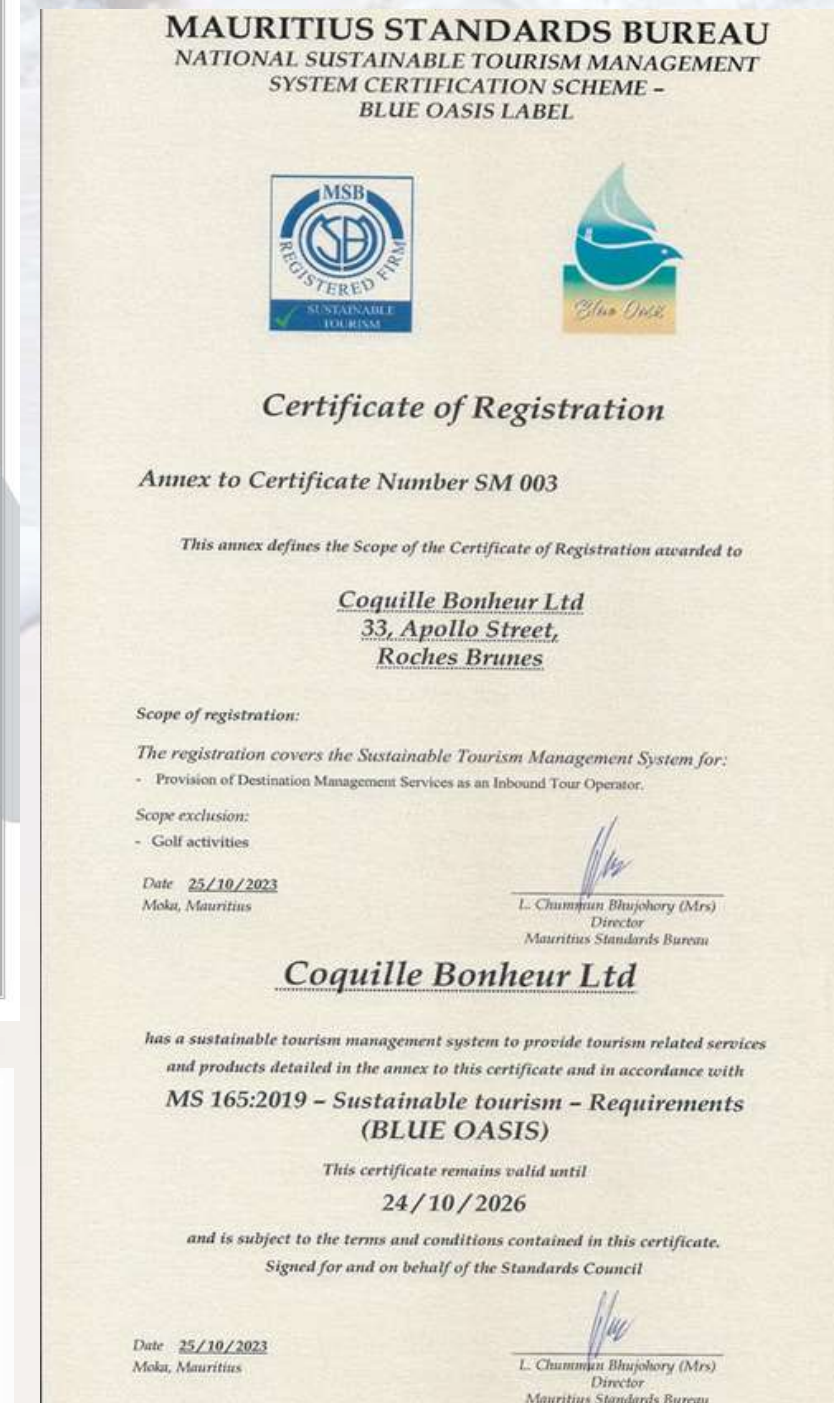 MAURITIUS STANDARDS BUREAU
NATIONAL SUSTAINABLE TOURISM MANAGEMENT
SYSTEM CERTIFICATION SCHEME –
BLUE OASIS LABEL
MSB
REGISTERED FIRM
SUSTAINABLE
TOURISM
Blue Oasis
Certificate of Registration
Annex to Certificate Number SM 003
This annex defines the Scope of the Certificate of Registration awarded to
Coquille Bonheur Ltd
33, Apollo Street,
Roches Brunes
Scope of registration:
The registration covers the Sustainable Tourism Management System for:
- Provision of Destination Management Services as an Inbound Tour Operator.
Scope exclusion:
- Golf activities
Date 25/10/2023
Moka, Mauritius
L. Chummun Bhujohory (Mrs)
Director
Mauritius Standards Bureau
Coquille Bonheur Ltd
has a sustainable tourism management system to provide tourism related services
and products detailed in the annex to this certificate and in accordance with
MS 165:2019 – Sustainable tourism – Requirements
(BLUE OASIS)
This certificate remains valid until
24/10/2026
and is subject to the terms and conditions contained in this certificate.
Signed for and on behalf of the Standards Council
Date 25/10/2023
Moka, Mauritius
L. Chummun Bhujohory (Mrs)
Director
Mauritius Standards Bureau